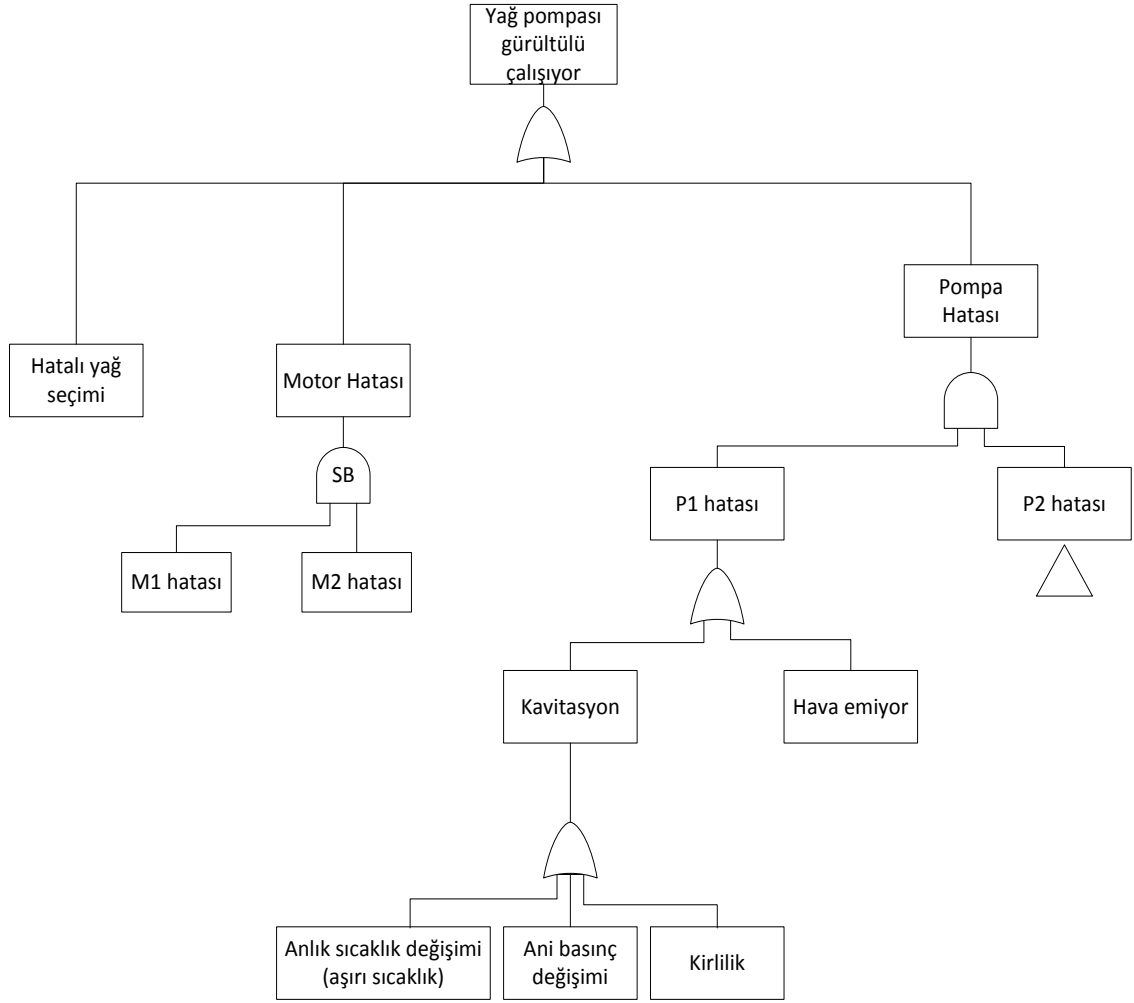 Yağ pompası
gürültülü
çalışıyor
Pompa
Hatası
Hatalı yağ
seçimi
Motor Hatası
SB
P1 hatası
P2 hatası
M1 hatası
M2 hatası
Kavitasyon
Hava emiyor
Anlık sıcaklık değişimi
(aşırı sıcaklık)
Ani basınç
değişimi
Kirlilik